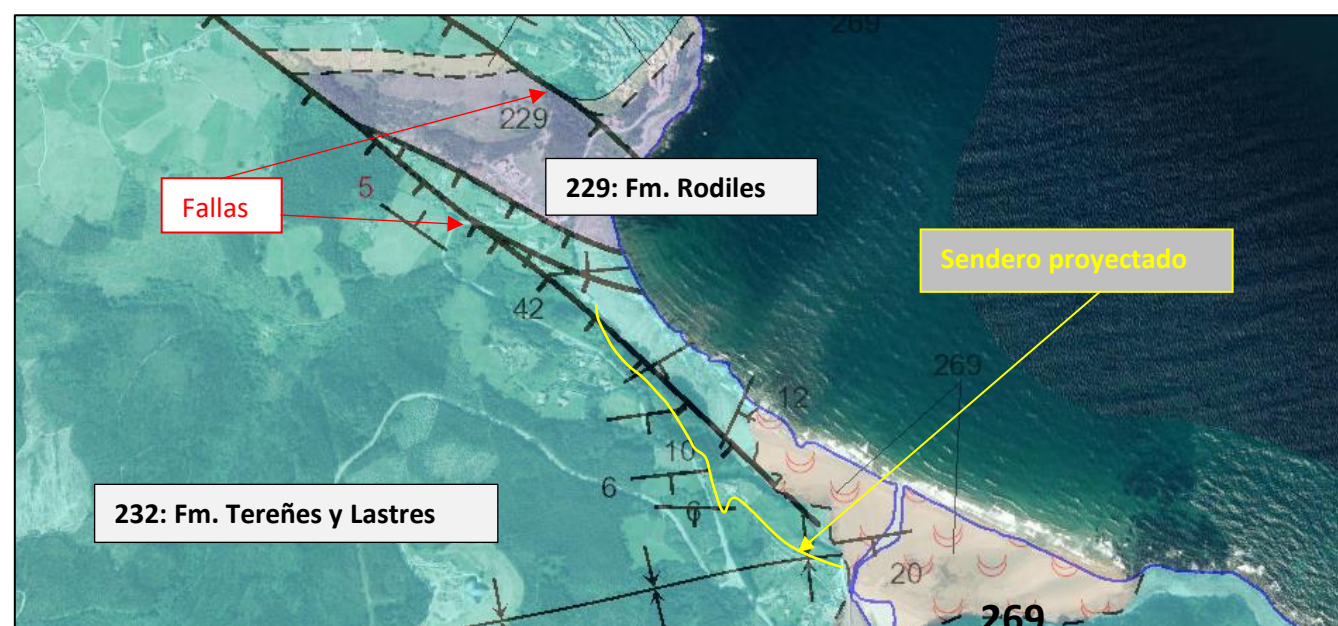 269
229
229: Fm. Rodiles
5
Fallas
Sendero proyectado
42
269
12
10
6
6
232: Fm. Tereñes y Lastres
20
269